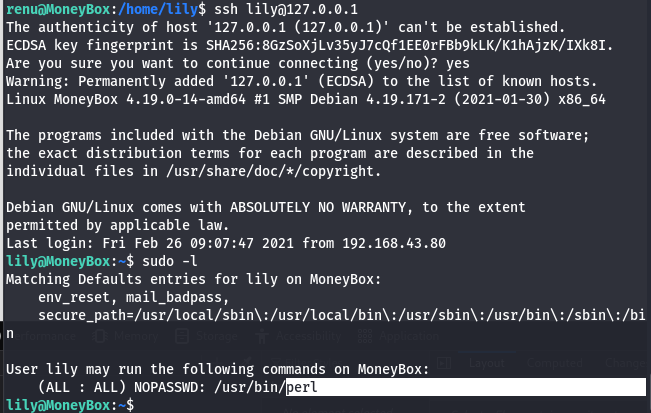 renu@MoneyBox:/home/lily$ ssh lily@127.0.0.1
The authenticity of host '127.0.0.1 (127.0.0.1)' can't be established.
ECDSA key fingerprint is SHA256:8GzSoXjLv35yJ7cQf1EE0rFBb9kLK/K1hAjzK/IXk8I.
Are you sure you want to continue connecting (yes/no)? yes
Warning: Permanently added '127.0.0.1' (ECDSA) to the list of known hosts.
Linux MoneyBox 4.19.0-14-amd64 #1 SMP Debian 4.19.171-2 (2021-01-30) x86_64
The programs included with the Debian GNU/Linux system are free software;
the exact distribution terms for each program are described in the
individual files in /usr/share/doc/*/copyright.
Debian GNU/Linux comes with ABSOLUTELY NO WARRANTY, to the extent
permitted by applicable law.
Last login: Fri Feb 26 09:07:47 2021 from 192.168.43.80
lily@MoneyBox:~$ sudo -l
Matching Defaults entries for lily on MoneyBox:
env_reset, mail_badpass,
secure_path=/usr/local/sbin\:/usr/local/bin\:/usr/sbin\:/usr/bin\:/sbin\:/bi
n
Performance Memory Storage Accessibility Application
User lily may run the following commands on MoneyBox:
Layout Computed Change
(ALL : ALL) NOPASSWD: /usr/bin/perl
lily@MoneyBox:~$